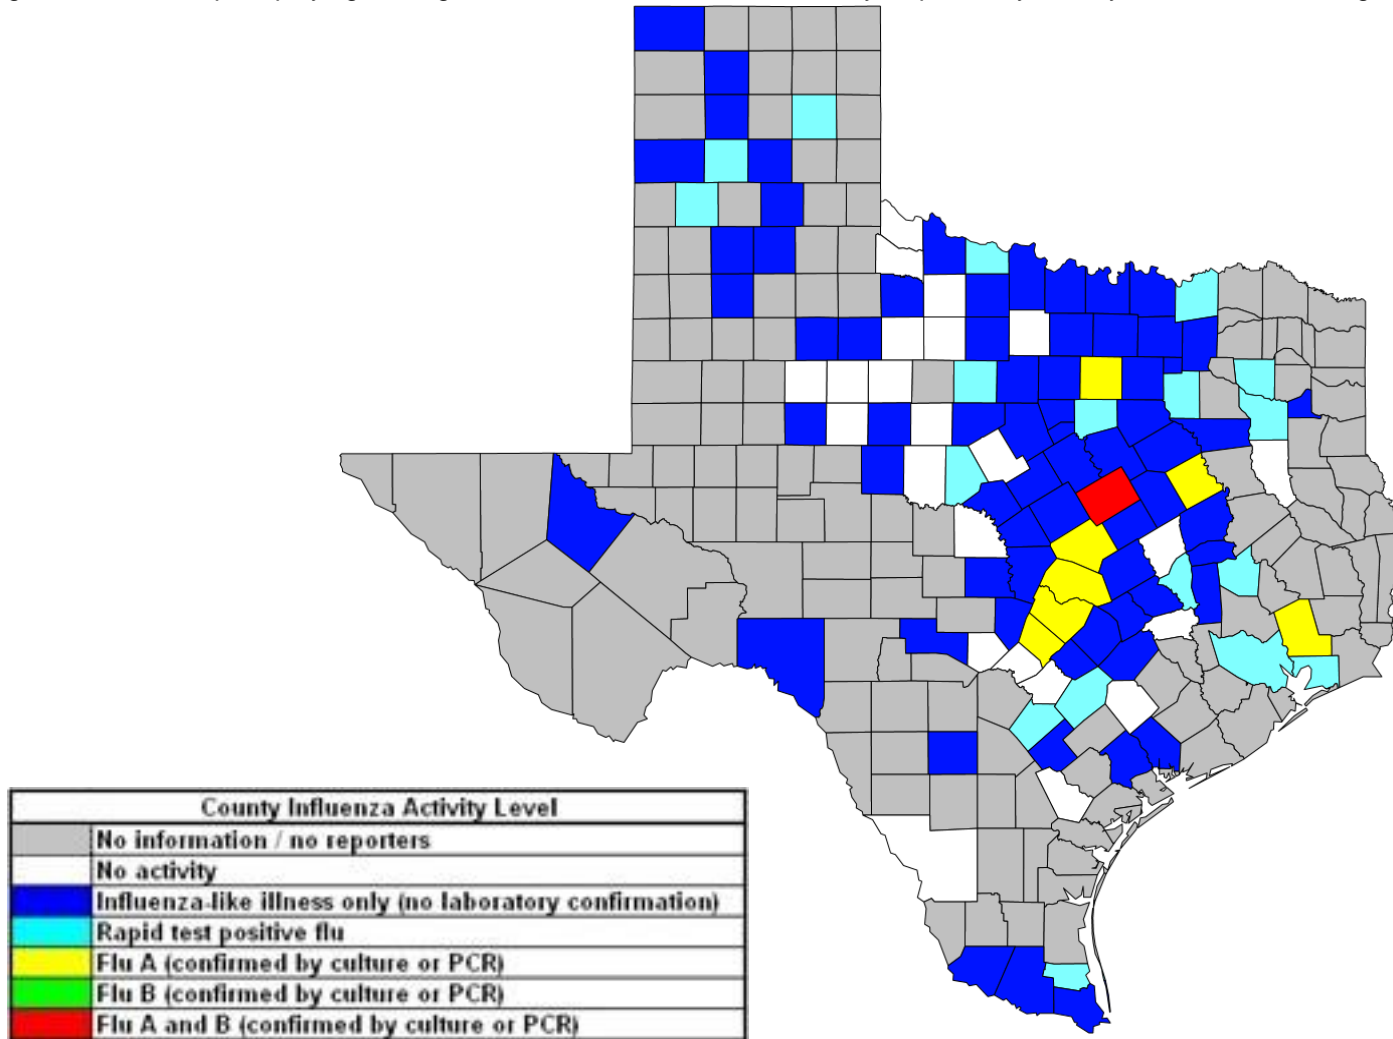 County Influenza Activity Level
No information / no reporters
No activity
Influenza-like illness only (no laboratory confirmation)
Rapid test positive flu
Flu A (confirmed by culture or PCR)
Flu B (confirmed by culture or PCR)
Flu A and B (confirmed by culture or PCR)